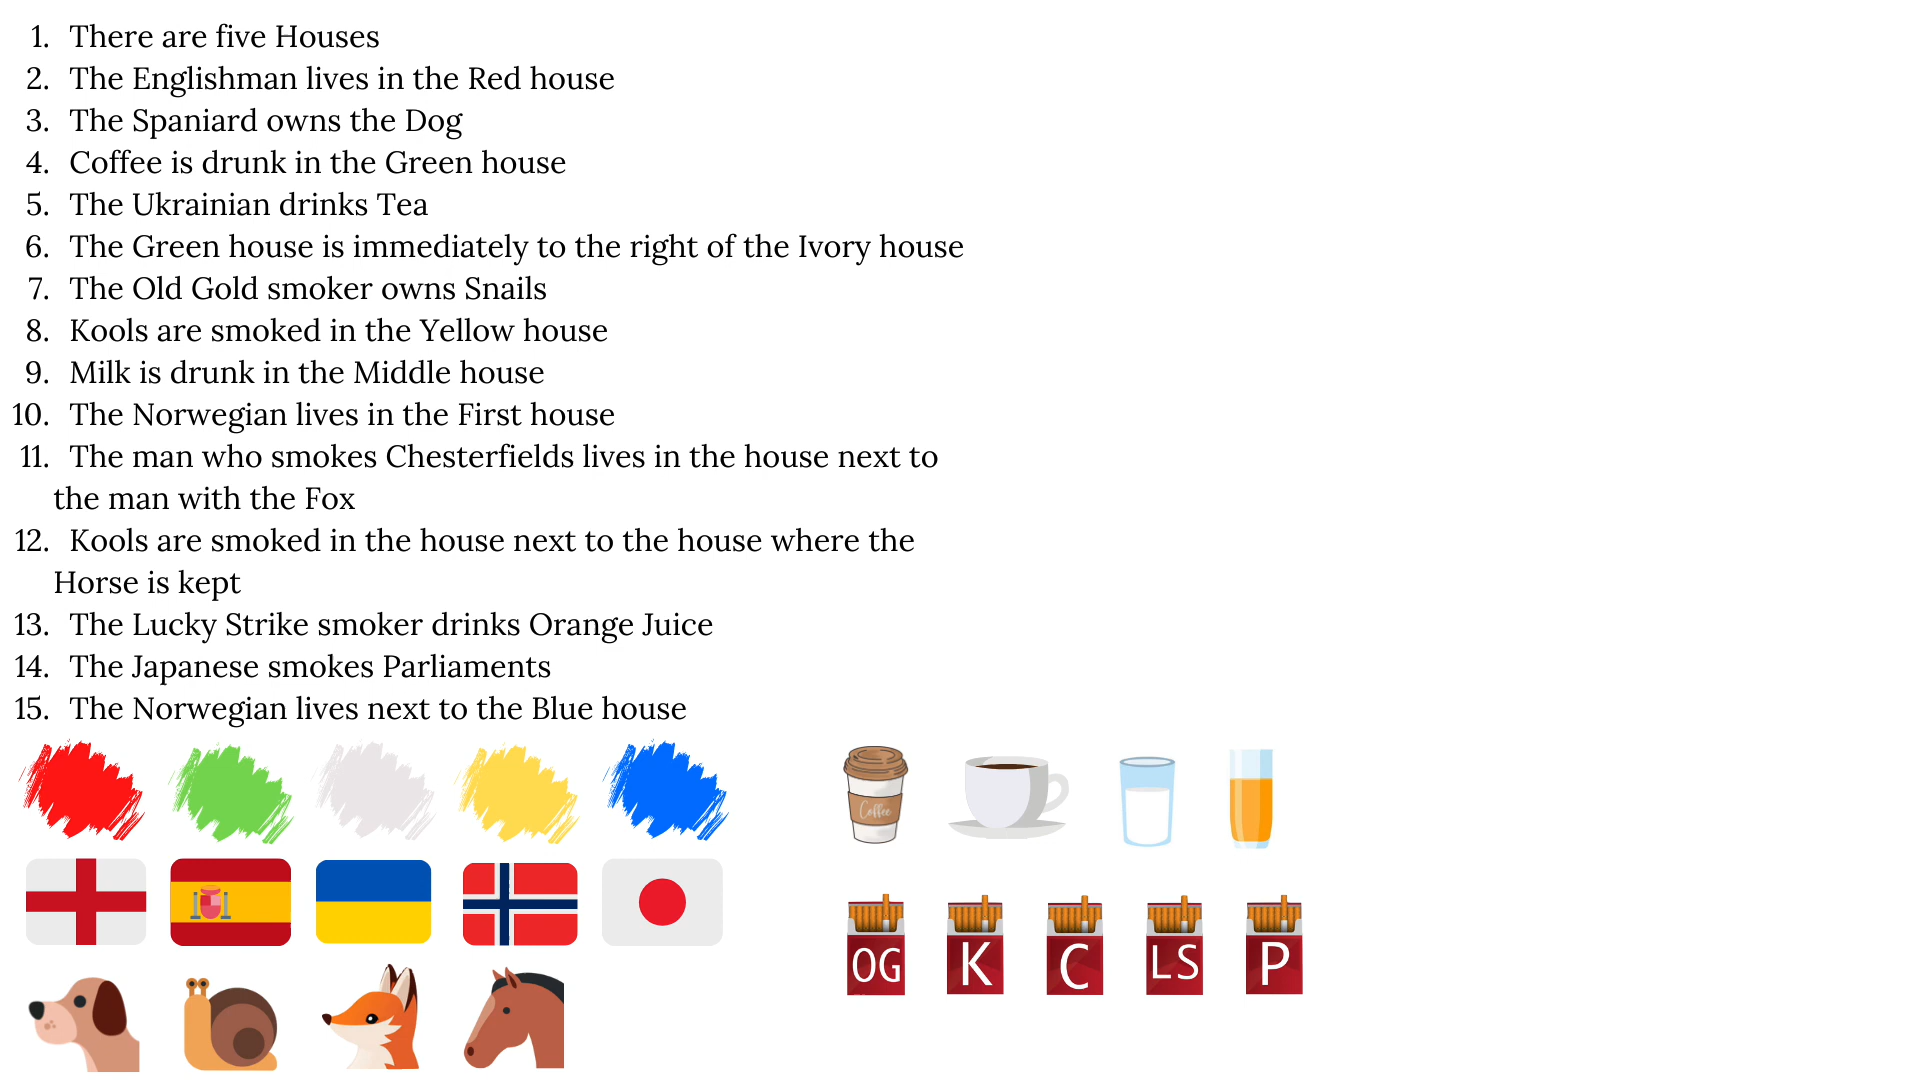 1. There are five Houses
2. The Englishman lives in the Red house
3. The Spaniard owns the Dog
4. Coffee is drunk in the Green house
5. The Ukrainian drinks Tea
6. The Green house is immediately to the right of the Ivory house
7. The Old Gold smoker owns Snails
8. Kools are smoked in the Yellow house
9. Milk is drunk in the Middle house
10. The Norwegian lives in the First house
11. The man who smokes Chesterfields lives in the house next to
the man with the Fox
12. Kools are smoked in the house next to the house where the
Horse is kept
13. The Lucky Strike smoker drinks Orange Juice
14. The Japanese smokes Parliaments
15. The Norwegian lives next to the Blue house
Coffee
OG K C LS P